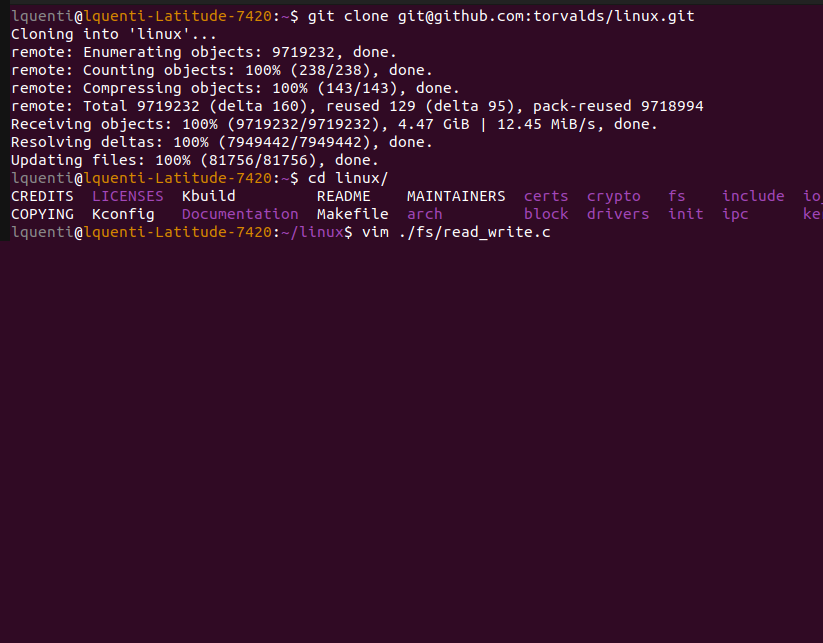 lquenti@lquenti-Latitude-7420:~$ git clone git@github.com:torvalds/linux.git
Cloning into 'linux'...
remote: Enumerating objects: 9719232, done.
remote: Counting objects: 100% (238/238), done.
remote: Compressing objects: 100% (143/143), done.
remote: Total 9719232 (delta 160), reused 129 (delta 95), pack-reused 9718994
Receiving objects: 100% (9719232/9719232), 4.47 GiB | 12.45 MiB/s, done.
Resolving deltas: 100% (7949442/7949442), done.
Updating files: 100% (81756/81756), done.
lquenti@lquenti-Latitude-7420:~$ cd linux/
CREDITS LICENSES Kbuild README MAINTAINERS certs crypto fs include
COPYING Kconfig Documentation Makefile arch block drivers init ipc
lquenti@lquenti-Latitude-7420:~/linux$ vim ./fs/read_write.c